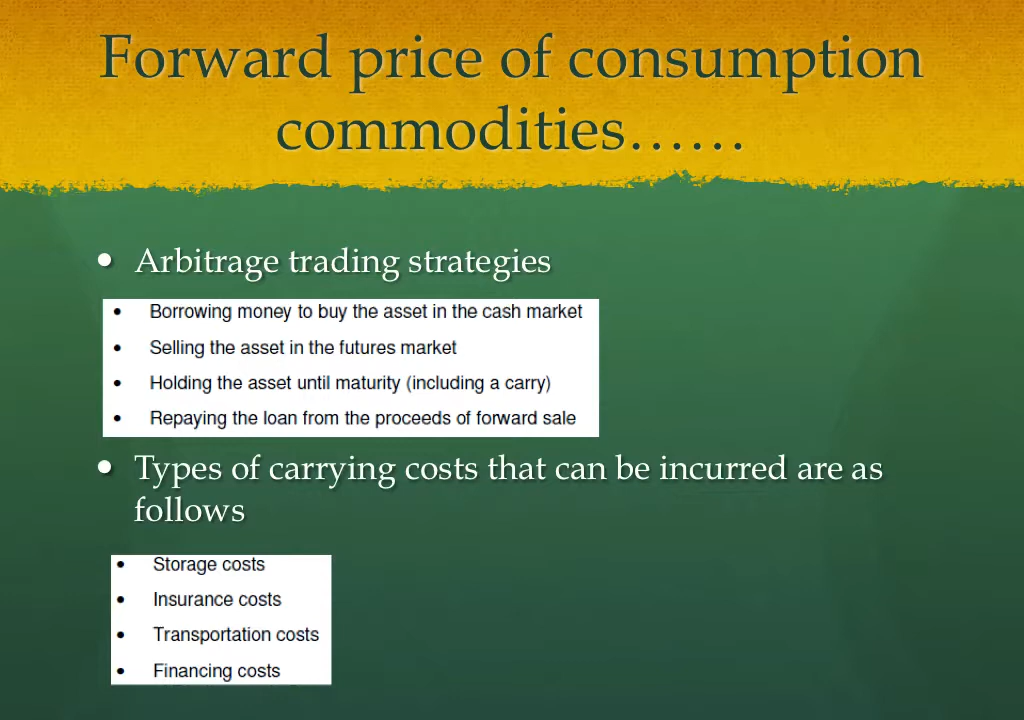 Forward price of consumption
commodities……
• Arbitrage trading strategies
• Borrowing money to buy the asset in the cash market
• Selling the asset in the futures market
• Holding the asset until maturity (including a carry)
• Repaying the loan from the proceeds of forward sale
• Types of carrying costs that can be incurred are as
follows
• Storage costs
• Insurance costs
• Transportation costs
• Financing costs